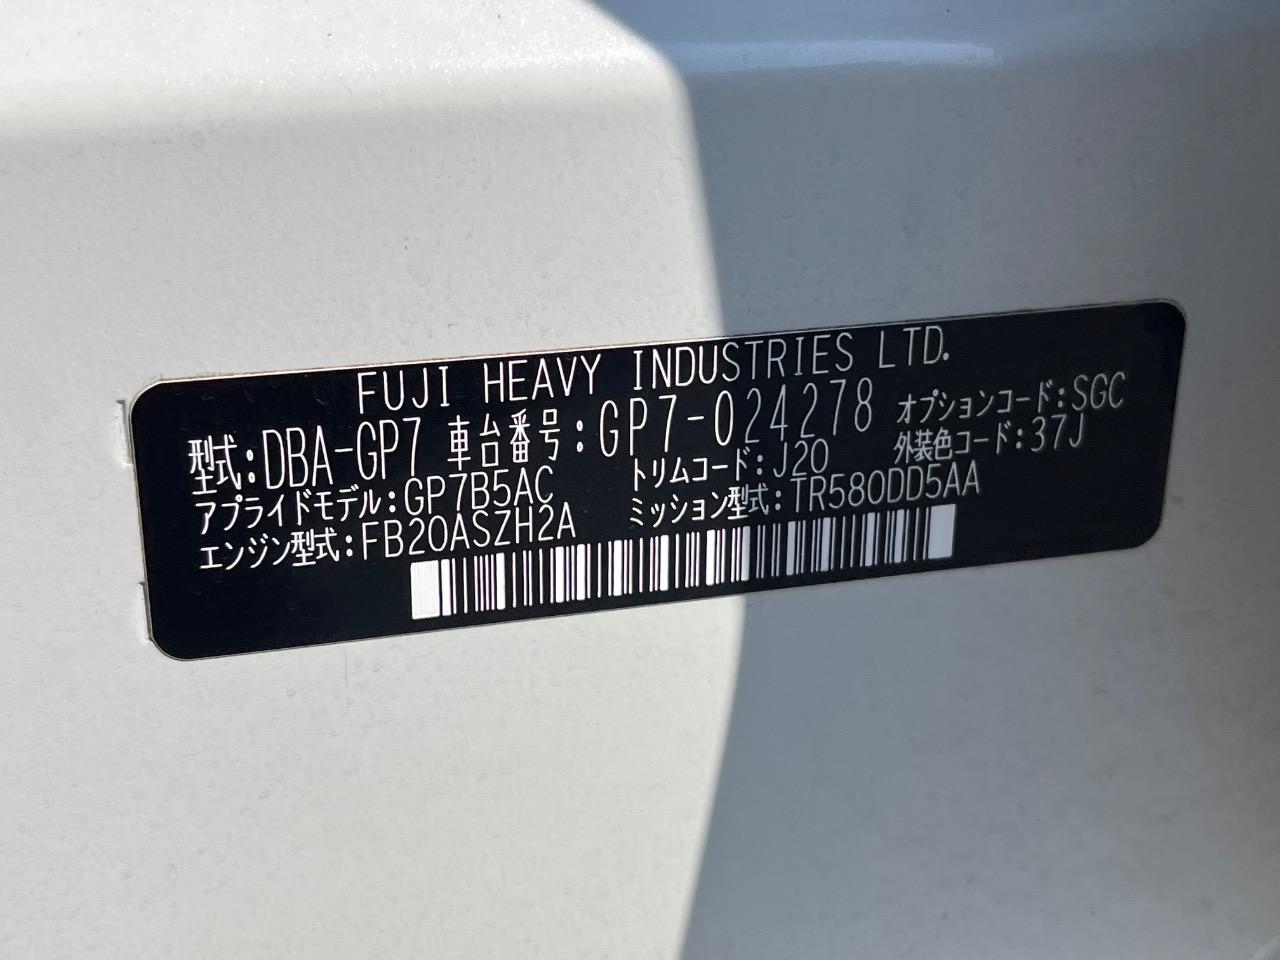 FUJI HEAVY INDUSTRIES LTD.
型式:DBA-GP7 車台番号:GP7-024278 オプションコード:SGC
アプライドモデル:GP7B5AC トリムコード:J20 外装色コード:37J
エンジン型式:FB20ASZH2A ミッション型式:TR580DD5AA